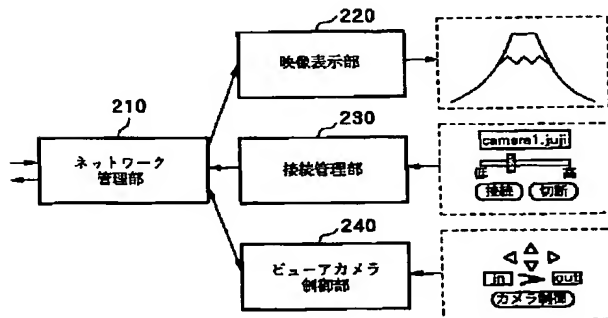 220
映像表示部
210
ネットワーク
管理部
230
接続管理部
camera1.juji
低 高
接続 切断
240
ビューアカメラ
制御部
in out
カメラ制御